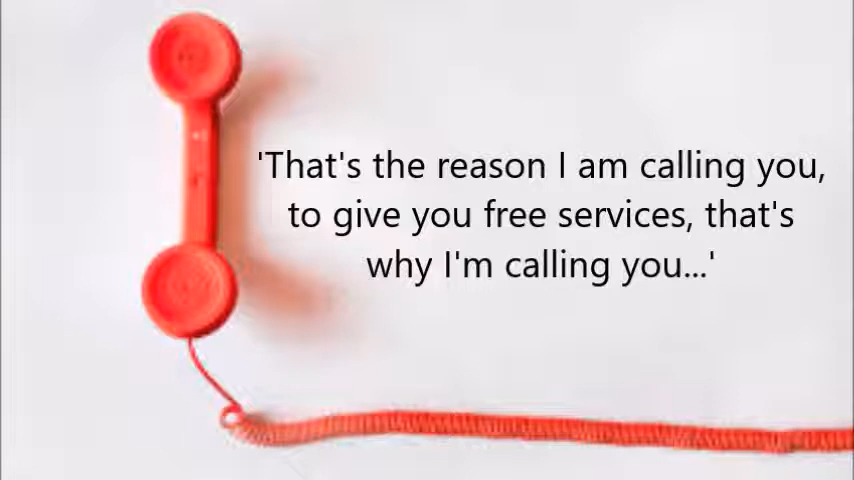 'That's the reason I am calling you,
to give you free services, that's
why I'm calling you...'